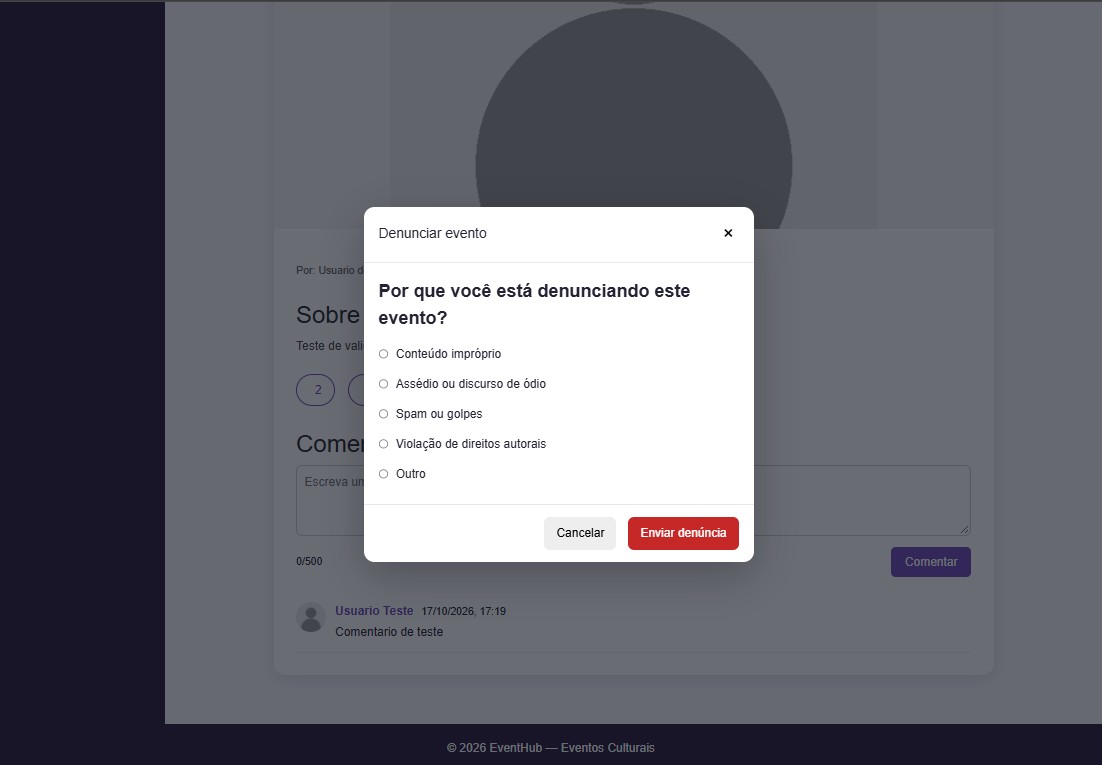 Denunciar evento ×
Por que você está denunciando este
evento?
Conteúdo impróprio
Assédio ou discurso de ódio
Spam ou golpes
Violação de direitos autorais
Outro
Cancelar Enviar denúncia
Por: Usuario
Sobre
Teste de
2
Escreva
0/500
Comentar
Usuario Teste 17/10/2026, 17:19
Comentario de teste
© 2026 EventHub — Eventos Culturais